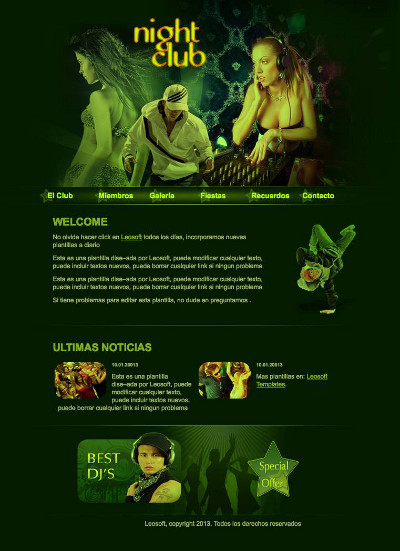 night
club
El Club Miembros Galería Fiestas Recuerdos Contacto
WELCOME
No olvide hacer click en Leosoft todos los días, incorporamos nuevas
plantillas a diario
Esta es una plantilla dise–ada por Leosoft, puede modificar cualquier texto,
puede incluir textos nuevos, puede borrar cualquier link si ningun problema
Esta es una plantilla dise–ada por Leosoft, puede modificar cualquier texto,
puede incluir textos nuevos, puede borrar cualquier link si ningun problema
Si tiene problemas para editar esta plantilla, no dude en preguntarnos .
ULTIMAS NOTICIAS
10.01.20013
Esta es una plantilla
dise–ada por Leosoft, puede
modificar cualquier texto,
puede incluir textos nuevos,
puede borrar cualquier link si ningun problema
10.01.20013
Mas plantillas en: Leosoft
Templates.
BEST
DJ'S
Special
Offer
Leosoft, copyright 2013. Todos los derechos reservados